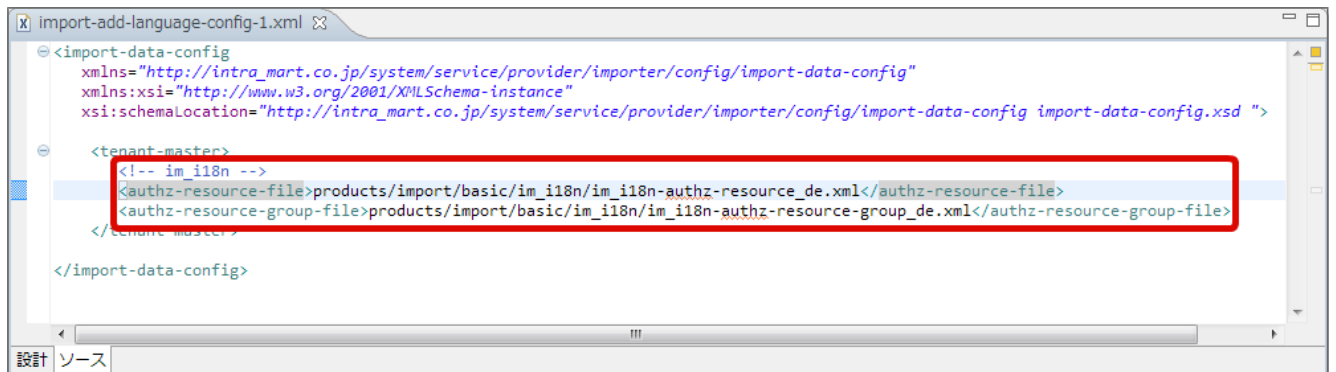 import-add-language-config-1.xml
<import-data-config
xmlns="http://intra_mart.co.jp/system/service/provider/importer/config/import-data-config"
xmlns:xsi="http://www.w3.org/2001/XMLSchema-instance"
xsi:schemaLocation="http://intra_mart.co.jp/system/service/provider/importer/config/import-data-config import-data-config.xsd ">
<tenant-master>
<!-- im_i18n -->
<authz-resource-file>products/import/basic/im_i18n/im_i18n-authz-resource_de.xml</authz-resource-file>
<authz-resource-group-file>products/import/basic/im_i18n/im_i18n-authz-resource-group_de.xml</authz-resource-group-file>
</tenant-master>
</import-data-config>
設計 ソース